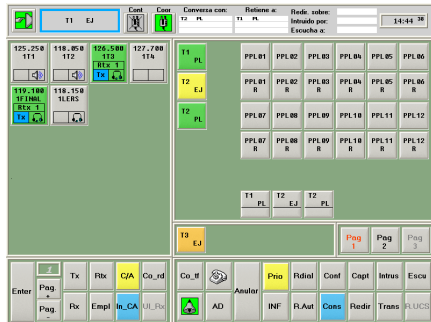 Cont Coor Conversa con: Retiene a: Redir. sobre:
T1 EJ T3 PL T1 PL Intruido por: 14:44 38
Escucha a:
125.250 118.050 126.500 127.700
1T1 1T2 1T3 1T4
Rtx 1
Tx
119.100 118.150
1FINAL 1LERS
Rtx 1
Tx
T1 PL PPL01 PPL02 PPL03 PPL04 PPL05 PPL06
T2 EJ PPL01 R PPL02 R PPL03 R PPL04 R PPL05 R PPL06 R
T2 PL PPL07 PPL08 PPL09 PPL10 PPL11 PPL12
PPL07 R PPL08 R PPL09 R PPL10 R PPL11 R PPL12 R
T1 PL T2 EJ T2 PL
T3 EJ Pag 1 Pag 2 Pag 3
Enter 1 Tx Rtx C/A Co_rd Co_tf Anular Prio Rdial Conf Capt Intrus Escu
Pag. +
Pag. - Rx Empl In_CA Ul_Rx AD INF R.Aut Cons Redir Trans R.UCS